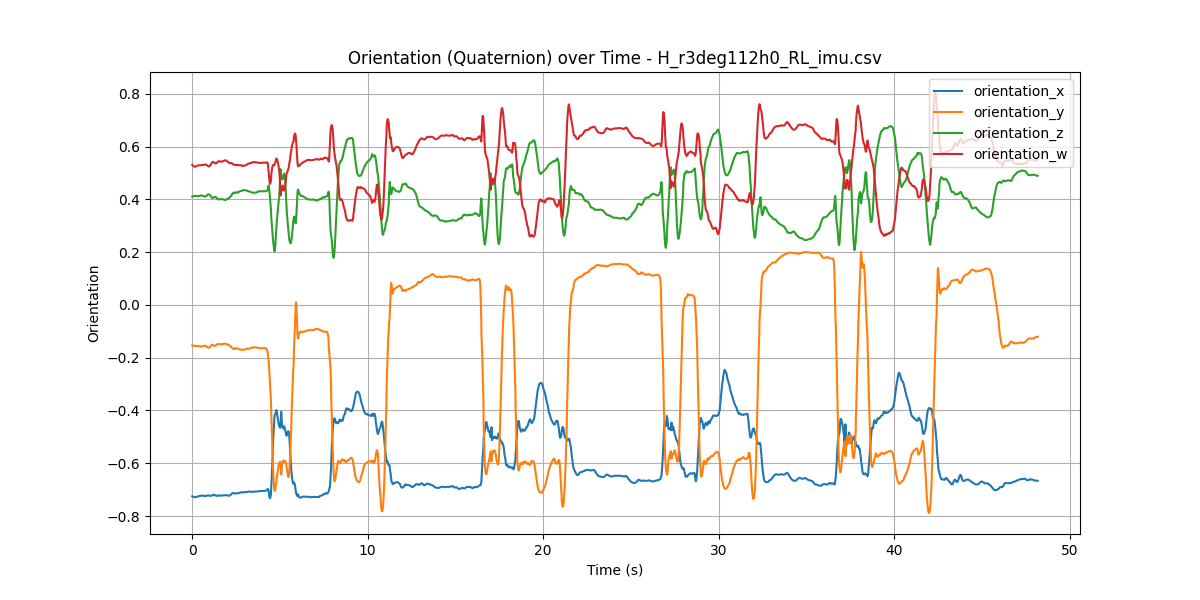 Orientation (Quaternion) over Time - H_r3deg112h0_RL_imu.csv
orientation_x
orientation_y
orientation_z
orientation_w
Orientation
0.8
0.6
0.4
0.2
0.0
−0.2
−0.4
−0.6
−0.8
0 10 20 30 40 50
Time (s)